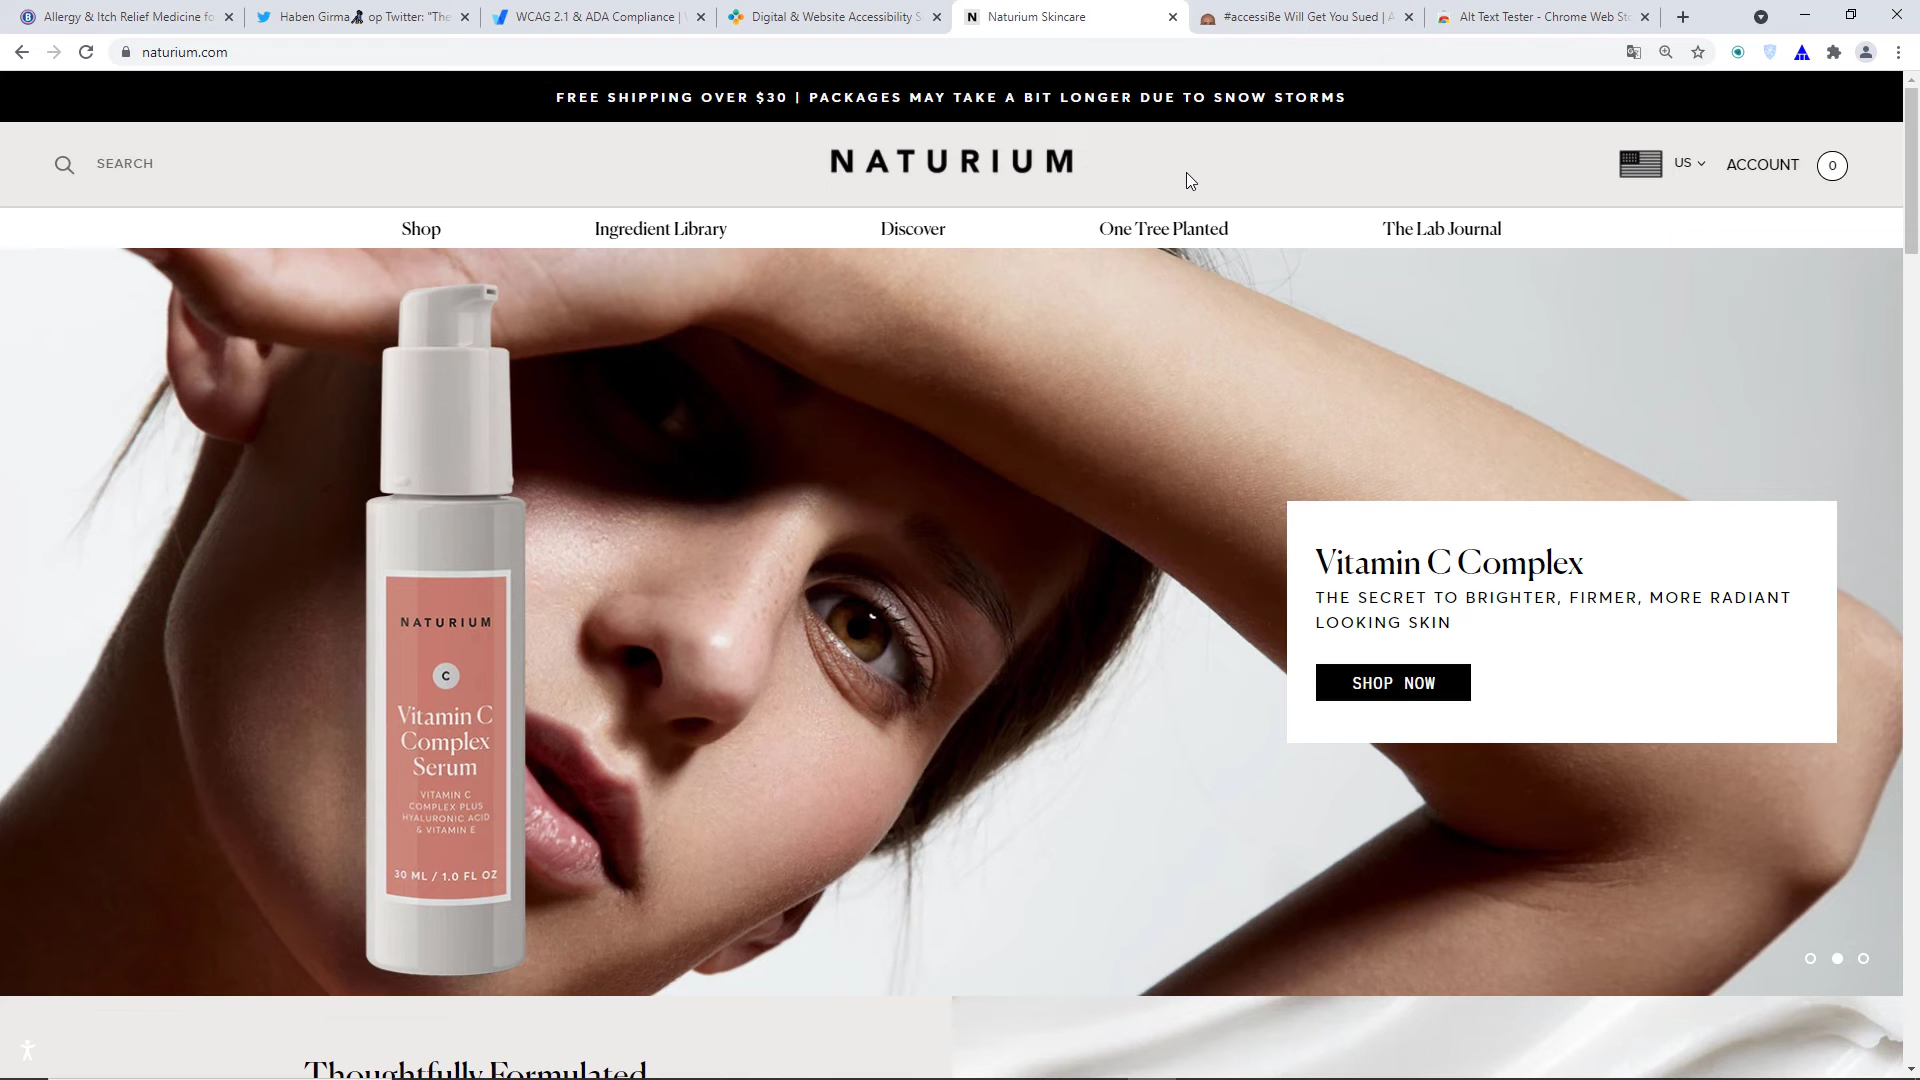 Allergy & Itch Relief Medicine fo
Haben Girma op Twitter: "The
WCAG 2.1 & ADA Compliance |
Digital & Website Accessibility S
N Naturium Skincare
#accessiBe Will Get You Sued | A
Alt Text Tester - Chrome Web Sto
naturium.com
FREE SHIPPING OVER $30 | PACKAGES MAY TAKE A BIT LONGER DUE TO SNOW STORMS
SEARCH
NATURIUM
US
ACCOUNT
0
Shop
Ingredient Library
Discover
One Tree Planted
The Lab Journal
NATURIUM
C
Vitamin C
Complex
Serum
VITAMIN C
COMPLEX PLUS
HYALURONIC ACID
& VITAMIN E
30 ML / 1.0 FL OZ
Vitamin C Complex
THE SECRET TO BRIGHTER, FIRMER, MORE RADIANT
LOOKING SKIN
SHOP NOW
Thoughtfully Formulated